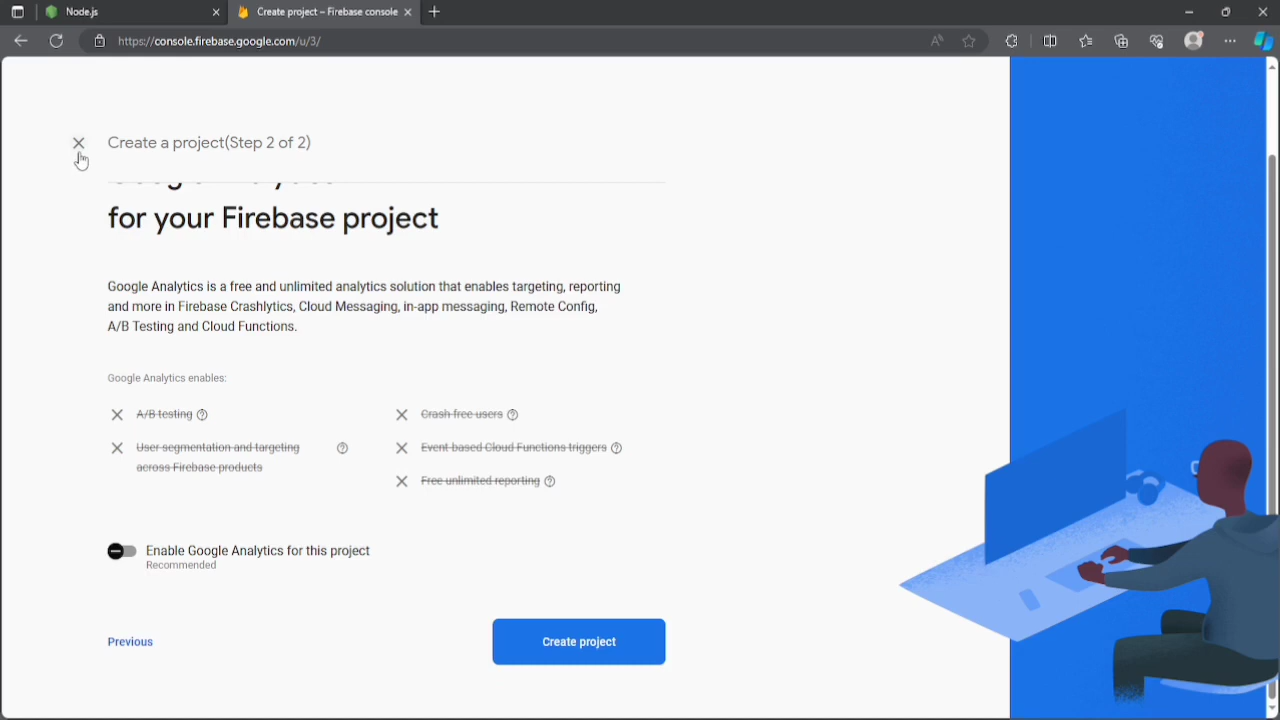 Node.js
Create project – Firebase console
https://console.firebase.google.com/u/3/
Create a project(Step 2 of 2)
for your Firebase project
Google Analytics is a free and unlimited analytics solution that enables targeting, reporting
and more in Firebase Crashlytics, Cloud Messaging, in-app messaging, Remote Config,
A/B Testing and Cloud Functions.
Google Analytics enables:
A/B testing
Crash-free users
User segmentation and targeting
across Firebase products
Event-based Cloud Functions triggers
Free unlimited reporting
Enable Google Analytics for this project
Recommended
Previous
Create project